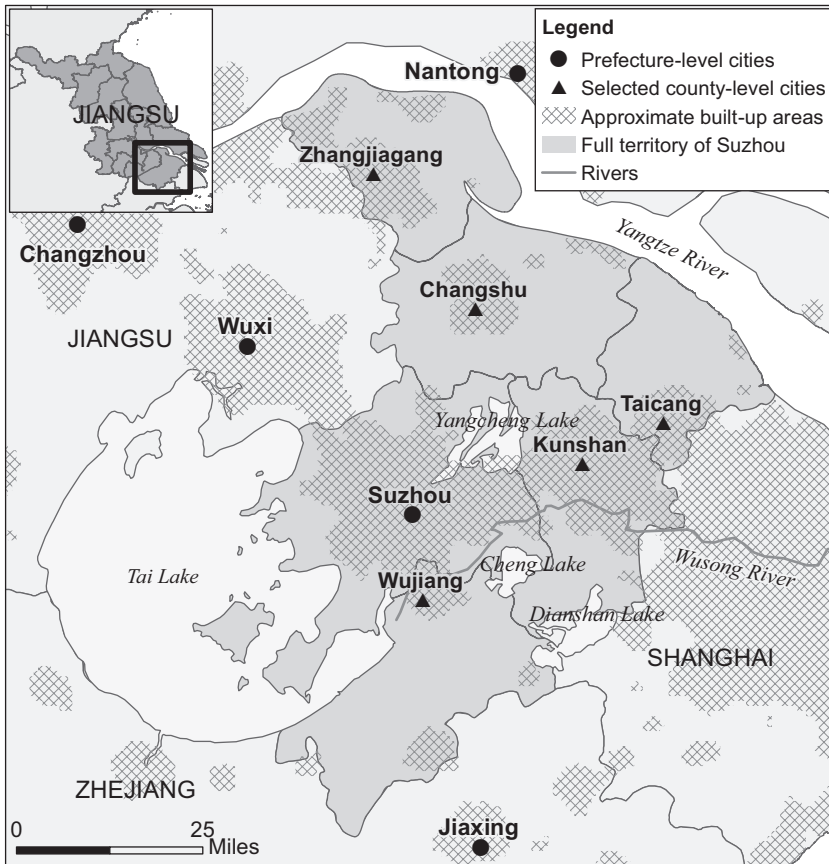 JIANGSU
Legend
Prefecture-level cities
Selected county-level cities
Approximate built-up areas
Full territory of Suzhou
Rivers
Nantong
Zhangjiagang
Changzhou
Yangtze River
Changshu
Wuxi
JIANGSU
Taicang
Yangcheng Lake
Kunshan
Suzhou
Wusong River
Cheng Lake
Tai Lake
Wujiang
Dianshan Lake
SHANGHAI
ZHEJIANG
Jiaxing
0 25
Miles